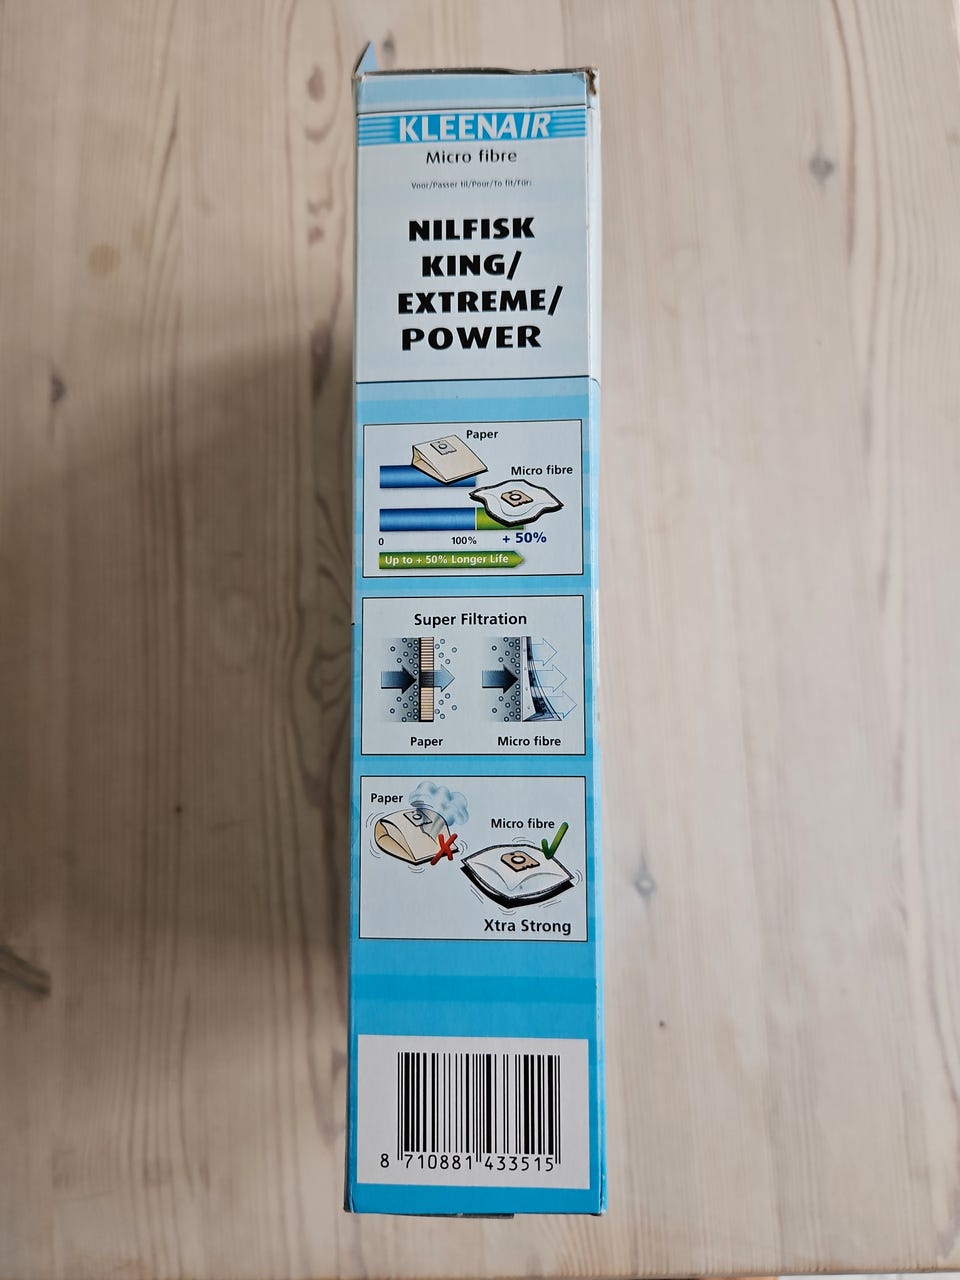 KLEENAIR
Micro fibre
Voor/Passer til/Pour/To fit/Für:
NILFISK
KING/
EXTREME/
POWER
Paper
Micro fibre
0 100% + 50%
Up to + 50% Longer Life
Super Filtration
Paper Micro fibre
Paper
Micro fibre
Xtra Strong
8 710881 433515